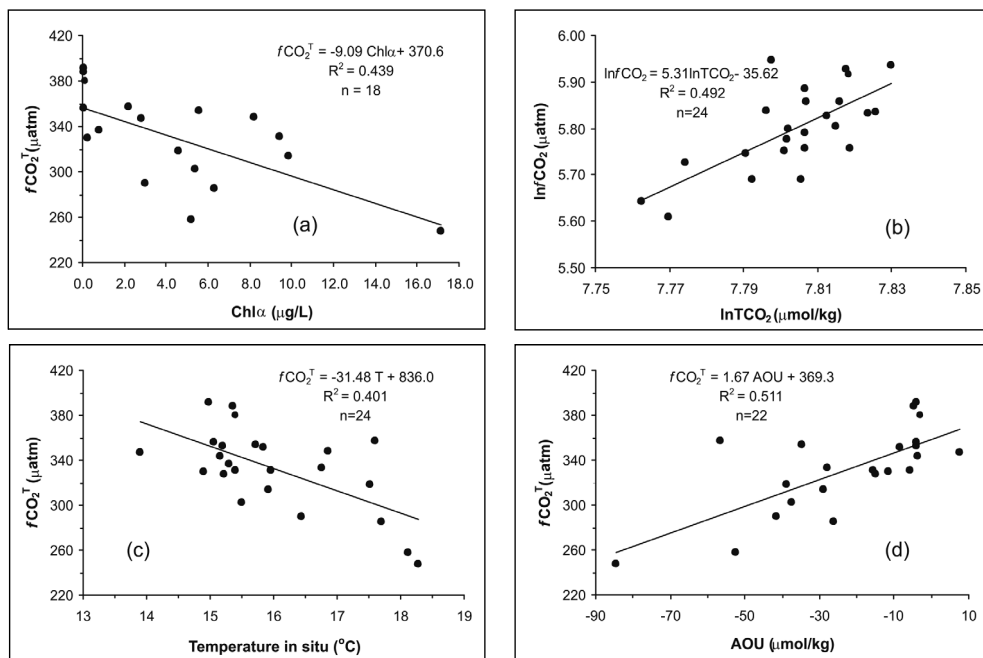 fCO₂ᵀ = -9.09 Chlα+ 370.6
R² = 0.439
n = 18
420
380
340
300
260
220
fCO₂ᵀ (μatm)
(a)
0.0 2.0 4.0 6.0 8.0 10.0 12.0 14.0 16.0 18.0
Chlα (μg/L)
lnfCO₂ = 5.31lnTCO₂- 35.62
R² = 0.492
n=24
6.00
5.90
5.80
5.70
5.60
5.50
lnfCO₂ (μatm)
(b)
7.75 7.77 7.79 7.81 7.83 7.85
lnTCO₂ (μmol/kg)
fCO₂ᵀ = -31.48 T + 836.0
R² = 0.401
n=24
420
380
340
300
260
220
fCO₂ᵀ (μatm)
(c)
13 14 15 16 17 18 19
Temperature in situ (°C)
fCO₂ᵀ = 1.67 AOU + 369.3
R² = 0.511
n=22
420
380
340
300
260
220
fCO₂ᵀ (μatm)
(d)
-90 -70 -50 -30 -10 10
AOU (μmol/kg)